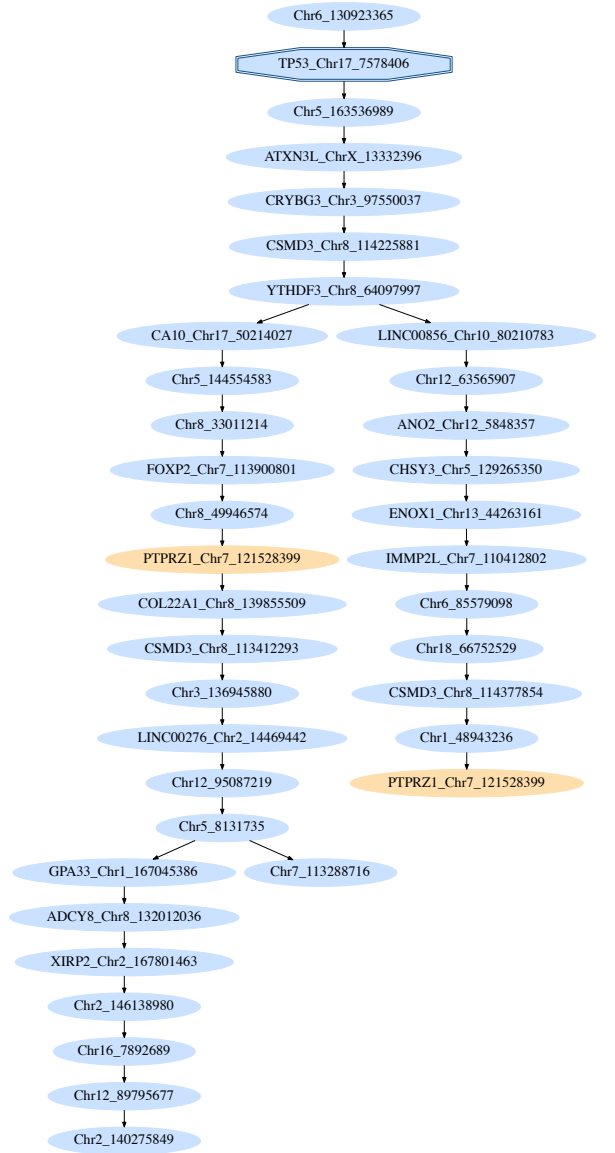 Chr6_130923365
TP53_Chr17_7578406
Chr5_163536989
ATXN3L_ChrX_13332396
CRYBG3_Chr3_97550037
CSMD3_Chr8_114225881
YTHDF3_Chr8_64097997
CA10_Chr17_50214027
LINC00856_Chr10_80210783
Chr5_144554583
Chr12_63565907
Chr8_33011214
ANO2_Chr12_5848357
FOXP2_Chr7_113900801
CHSY3_Chr5_129265350
Chr8_49946574
ENOX1_Chr13_44263161
PTPRZ1_Chr7_121528399
IMMP2L_Chr7_110412802
COL22A1_Chr8_139855509
Chr6_85579098
CSMD3_Chr8_113412293
Chr18_66752529
Chr3_136945880
CSMD3_Chr8_114377854
LINC00276_Chr2_14469442
Chr1_48943236
Chr12_95087219
PTPRZ1_Chr7_121528399
Chr5_8131735
GPA33_Chr1_167045386
Chr7_113288716
ADCY8_Chr8_132012036
XIRP2_Chr2_167801463
Chr2_146138980
Chr16_7892689
Chr12_89795677
Chr2_140275849